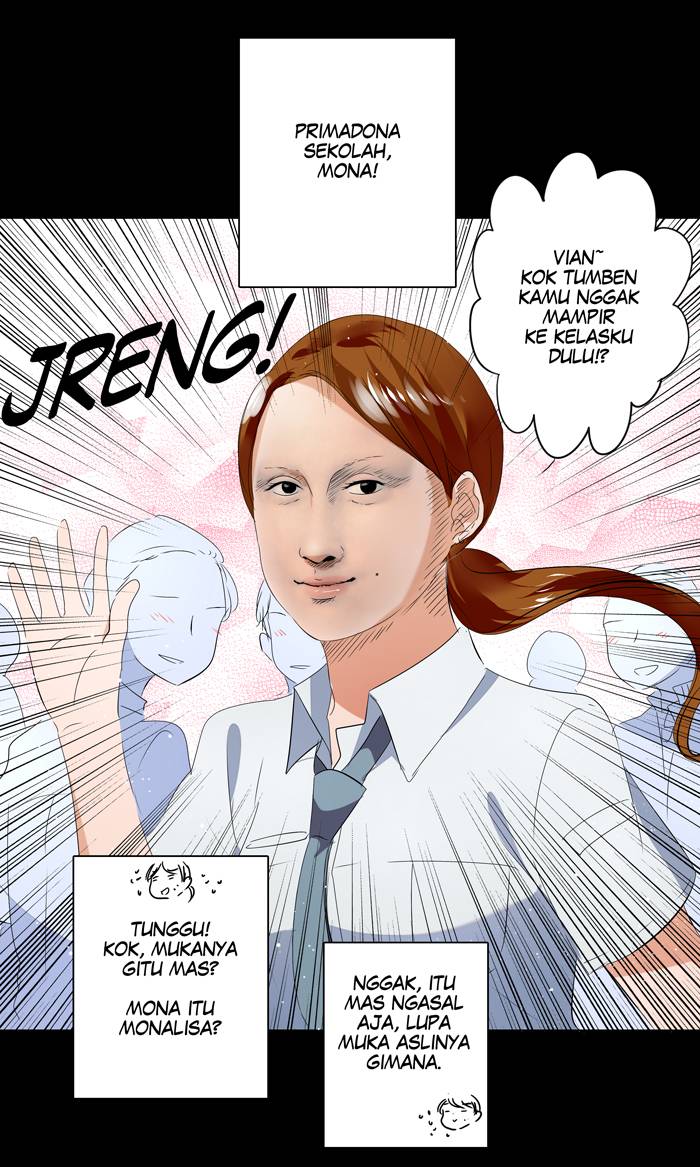 PRIMADONA
SEKOLAH,
MONA!
VIAN~
KOK TUMBEN
KAMU NGGAK
MAMPIR
KE KELASKU
DULU!?
JRENG!
TUNGGU!
KOK, MUKANYA
GITU MAS?
MONA ITU
MONALISA?
NGGAK, ITU
MAS NGASAL
AJA, LUPA
MUKA ASLINYA
GIMANA.